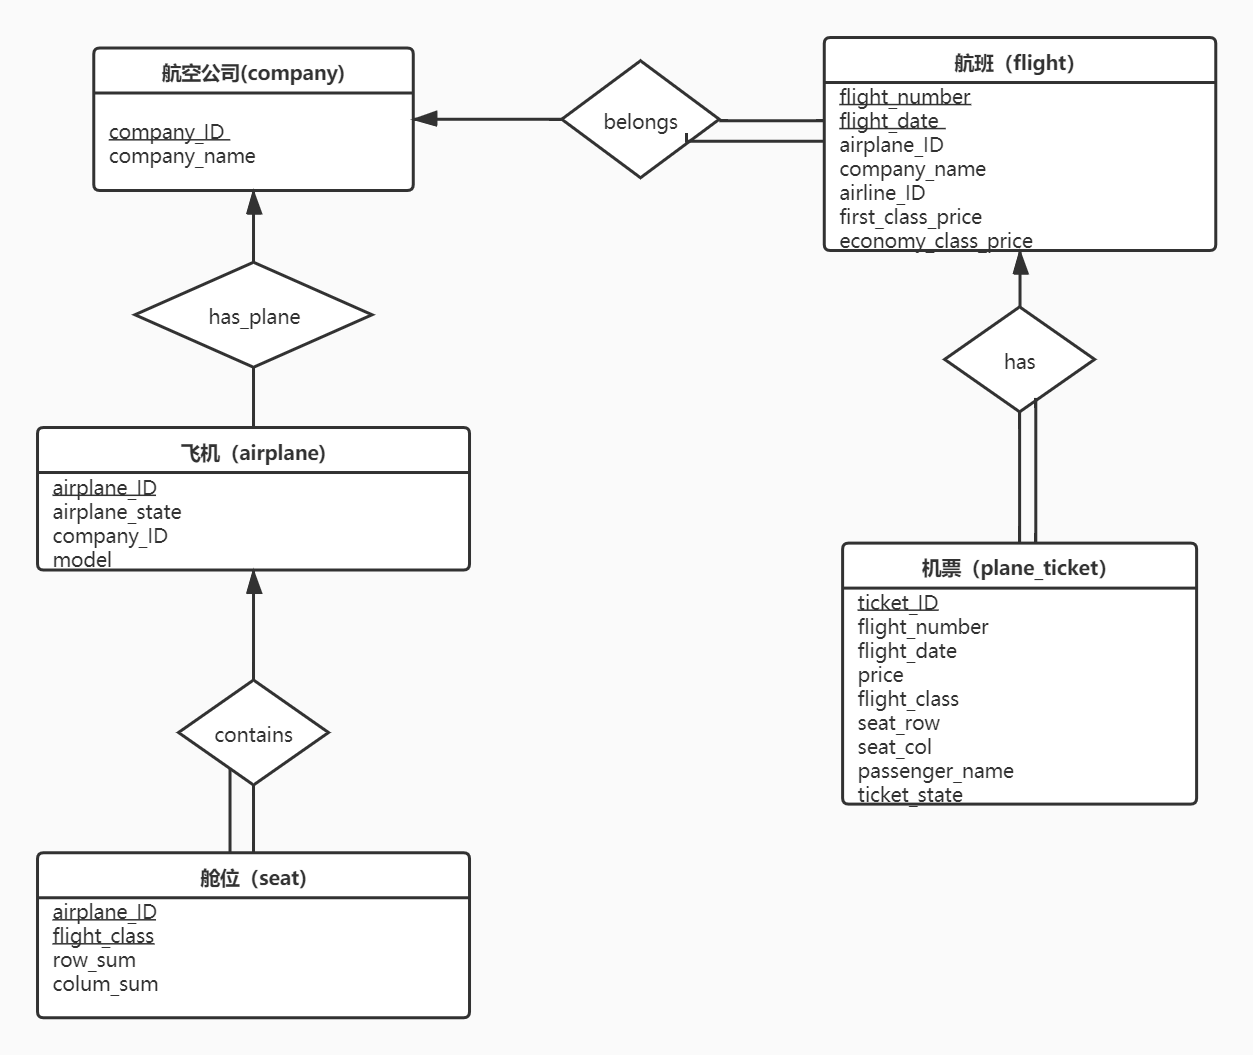 航空公司(company)
company_ID
company_name
belongs
航班（flight）
flight_number
flight_date
airplane_ID
company_name
airline_ID
first_class_price
economy_class_price
has_plane
has
飞机（airplane)
airplane_ID
airplane_state
company_ID
model
机票（plane_ticket）
ticket_ID
flight_number
flight_date
price
flight_class
seat_row
seat_col
passenger_name
ticket_state
contains
舱位（seat)
airplane_ID
flight_class
row_sum
colum_sum